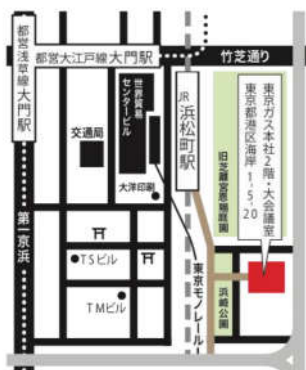 都営浅草線大門駅
都営大江戸線 大門駅
竹芝通り
世界貿易
センタービル
交通局
大洋印刷
JR
浜松町駅
旧芝離宮恩賜庭園
東京ガス本社2階・大会議室
東京都港区海岸 1-5-20
第一京浜
TSビル
TMビル
東京モノレール
浜崎公園